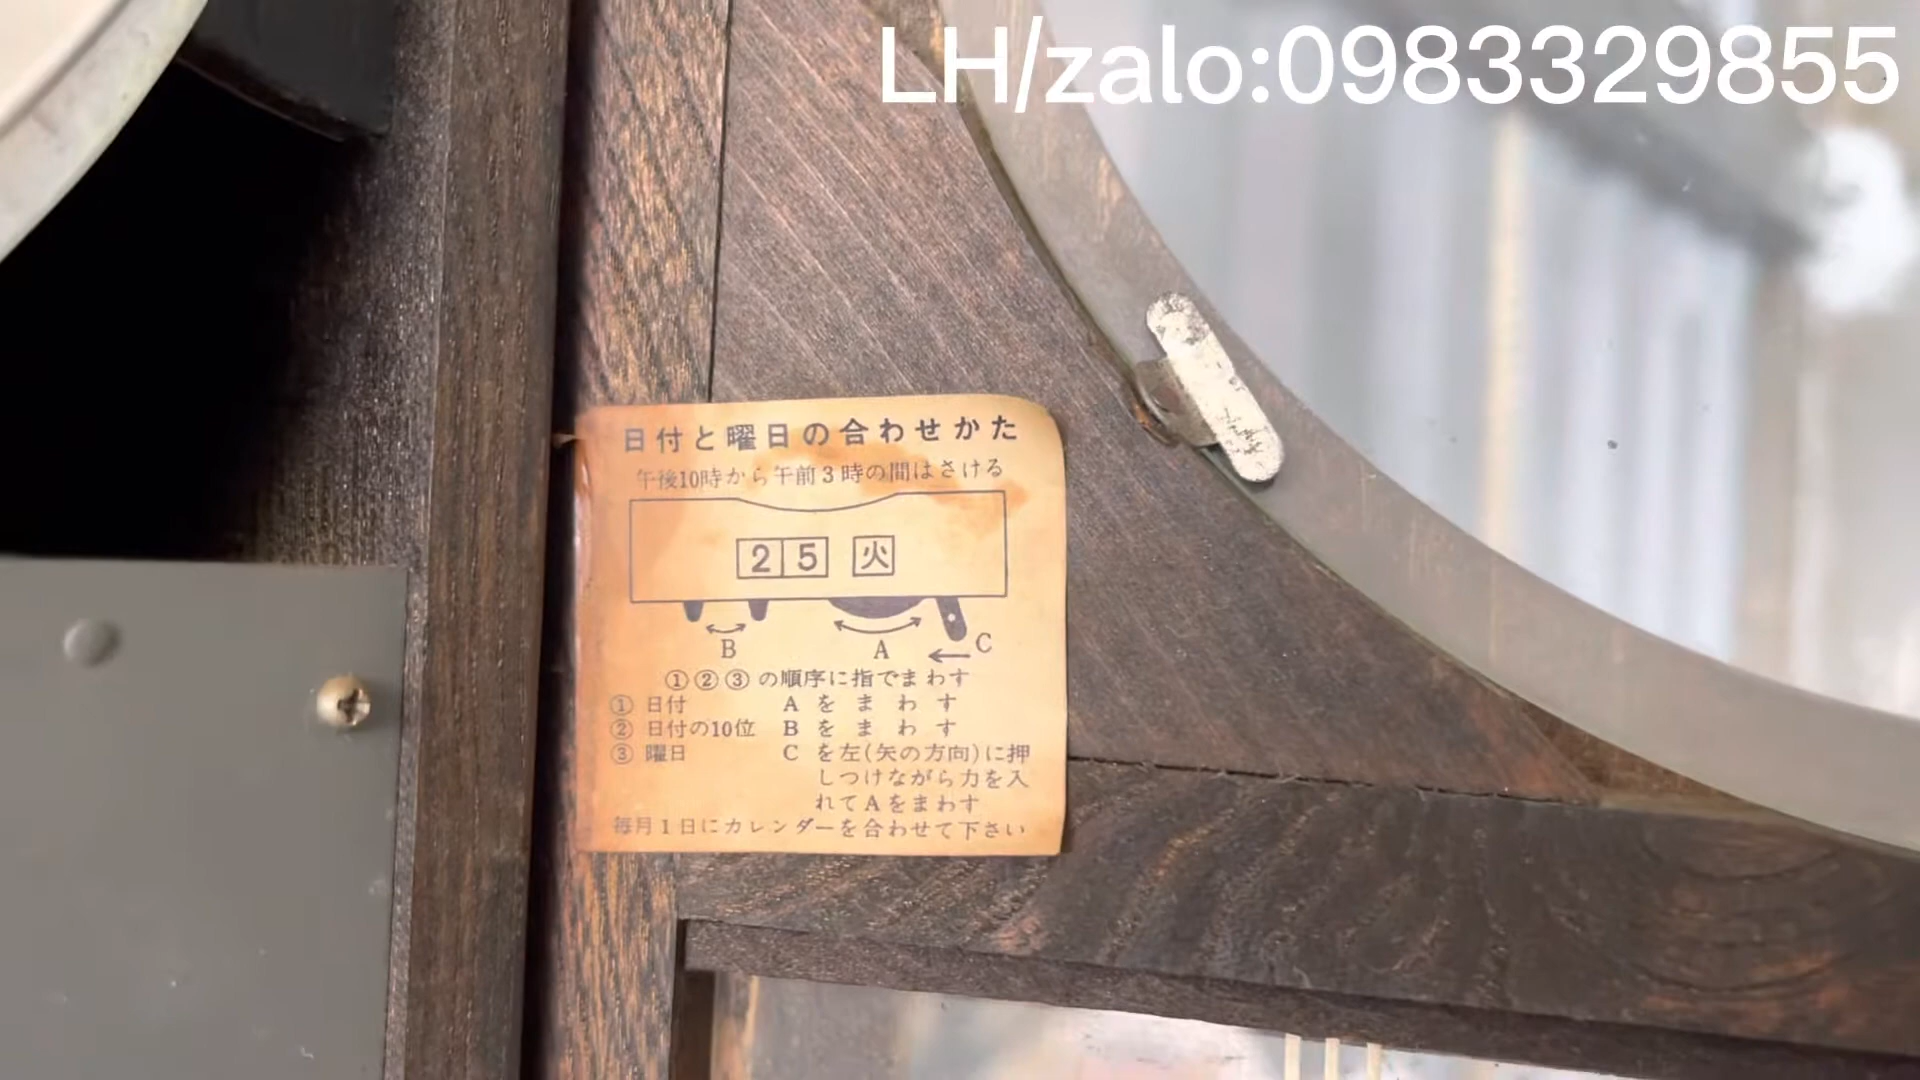 LH/zalo:0983329855
日付と曜日の合わせかた
午後10時から午前3時の間はさける
25 火
B A C
①②③の順序に指でまわす
① 日付 A をまわす
② 日付の10位 B をまわす
③ 曜日 C を左(矢の方向)に押
しつけながら力を入
れてAをまわす
毎月1日にカレンダーを合わせて下さい